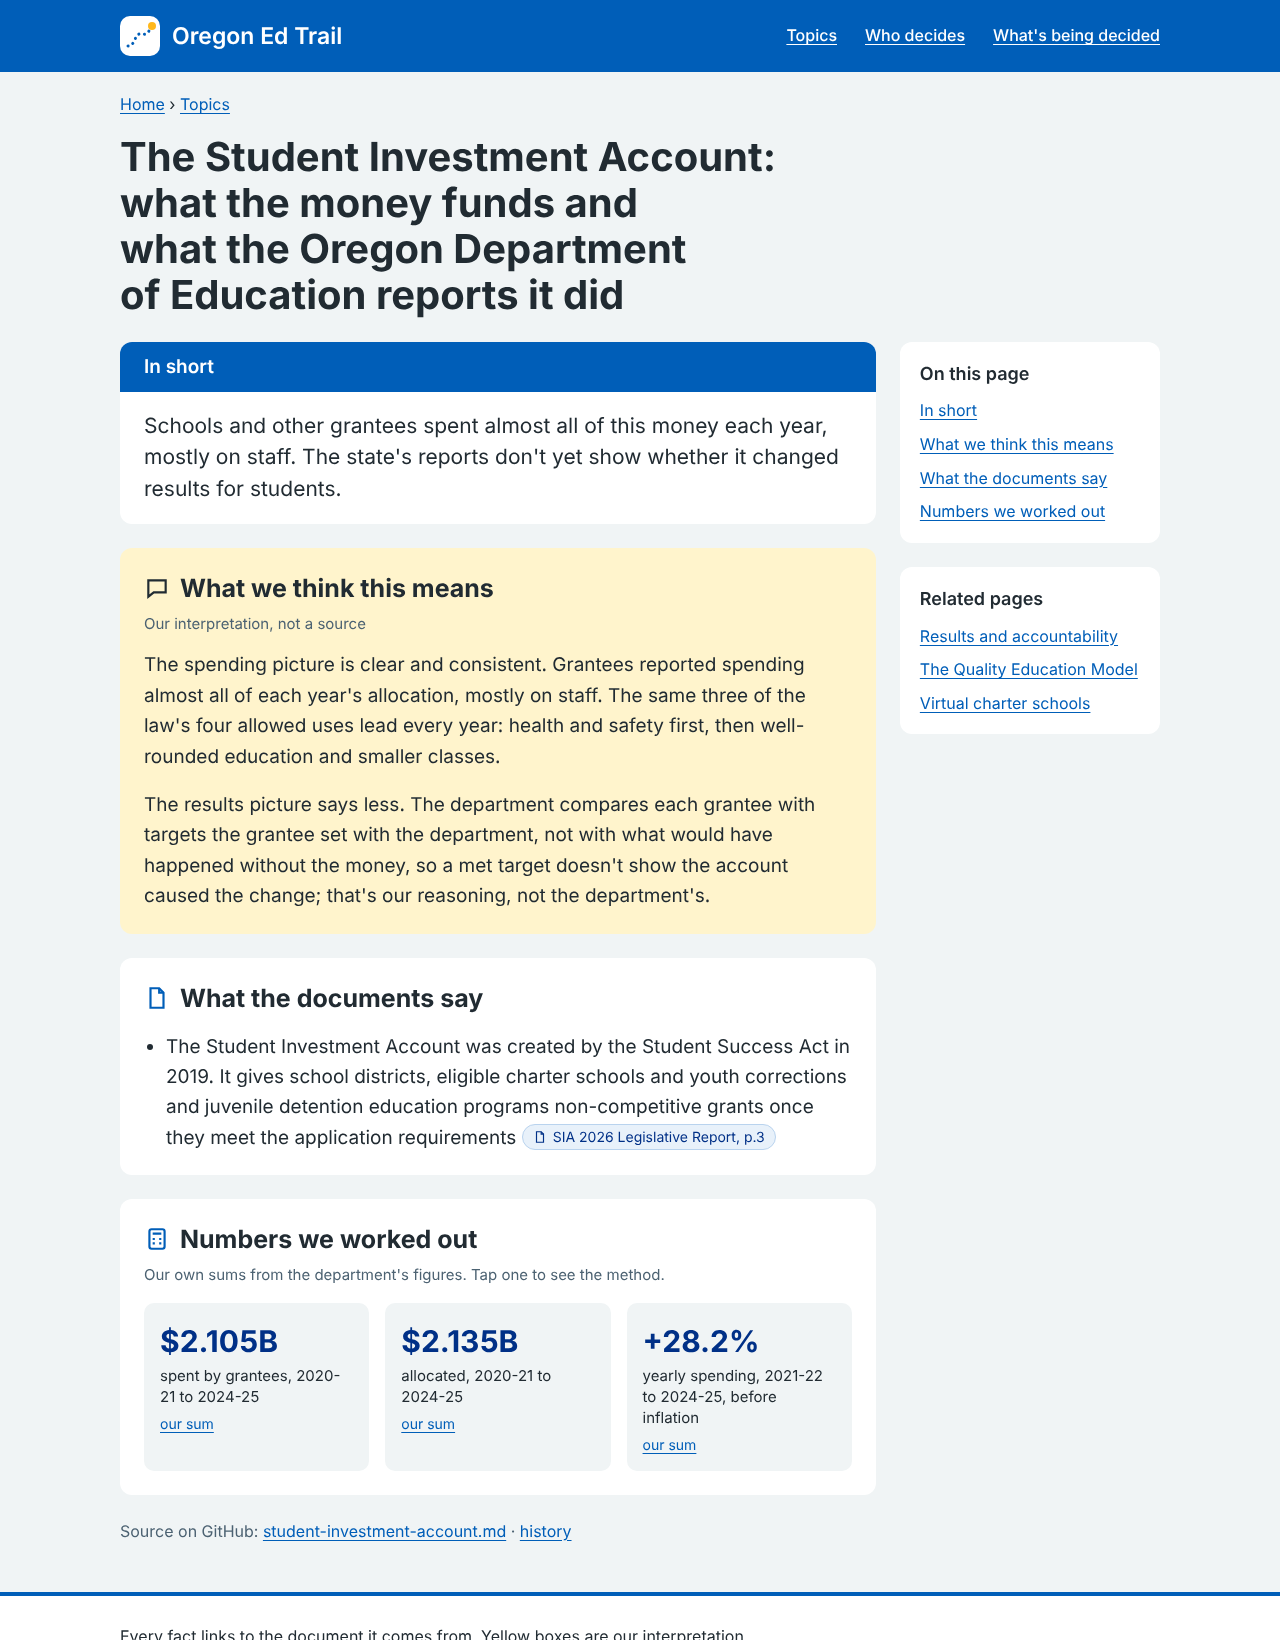 Oregon Ed Trail
Topics
Who decides
What's being decided
Home › Topics
The Student Investment Account:
what the money funds and
what the Oregon Department
of Education reports it did
In short
Schools and other grantees spent almost all of this money each year,
mostly on staff. The state's reports don't yet show whether it changed
results for students.
What we think this means
Our interpretation, not a source
The spending picture is clear and consistent. Grantees reported spending
almost all of each year's allocation, mostly on staff. The same three of the
law's four allowed uses lead every year: health and safety first, then well-
rounded education and smaller classes.
The results picture says less. The department compares each grantee with
targets the grantee set with the department, not with what would have
happened without the money, so a met target doesn't show the account
caused the change; that's our reasoning, not the department's.
What the documents say
• The Student Investment Account was created by the Student Success Act in
2019. It gives school districts, eligible charter schools and youth corrections
and juvenile detention education programs non-competitive grants once
they meet the application requirements SIA 2026 Legislative Report, p.3
Numbers we worked out
Our own sums from the department's figures. Tap one to see the method.
$2.105B
spent by grantees, 2020-
21 to 2024-25
our sum
$2.135B
allocated, 2020-21 to
2024-25
our sum
+28.2%
yearly spending, 2021-22
to 2024-25, before
inflation
our sum
Source on GitHub: student-investment-account.md · history
On this page
In short
What we think this means
What the documents say
Numbers we worked out
Related pages
Results and accountability
The Quality Education Model
Virtual charter schools
Every fact links to the document it comes from. Yellow boxes are our interpretation.